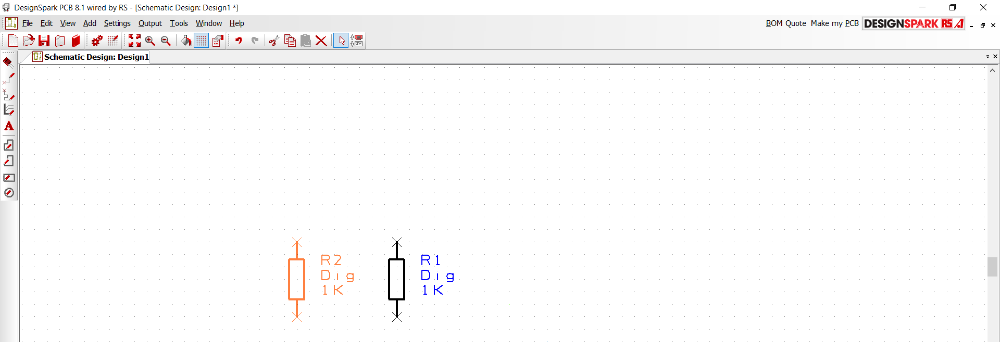 DesignSpark PCB 8.1 wired by RS - [Schematic Design: Design1 *]
File Edit View Add Settings Output Tools Window Help BOM Quote Make my PCB DESIGNSPARK RS
Schematic Design: Design1
R2
Dig
1K
R1
Dig
1K